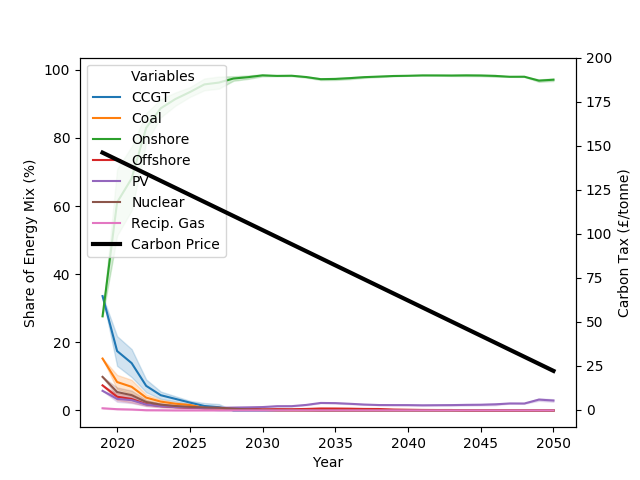 100
80
60
40
20
0
Share of Energy Mix (%)
Variables
CCGT
Coal
Onshore
Offshore
PV
Nuclear
Recip. Gas
Carbon Price
200
175
150
125
100
75
50
25
0
Carbon Tax (£/tonne)
2020
2025
2030
2035
2040
2045
2050
Year